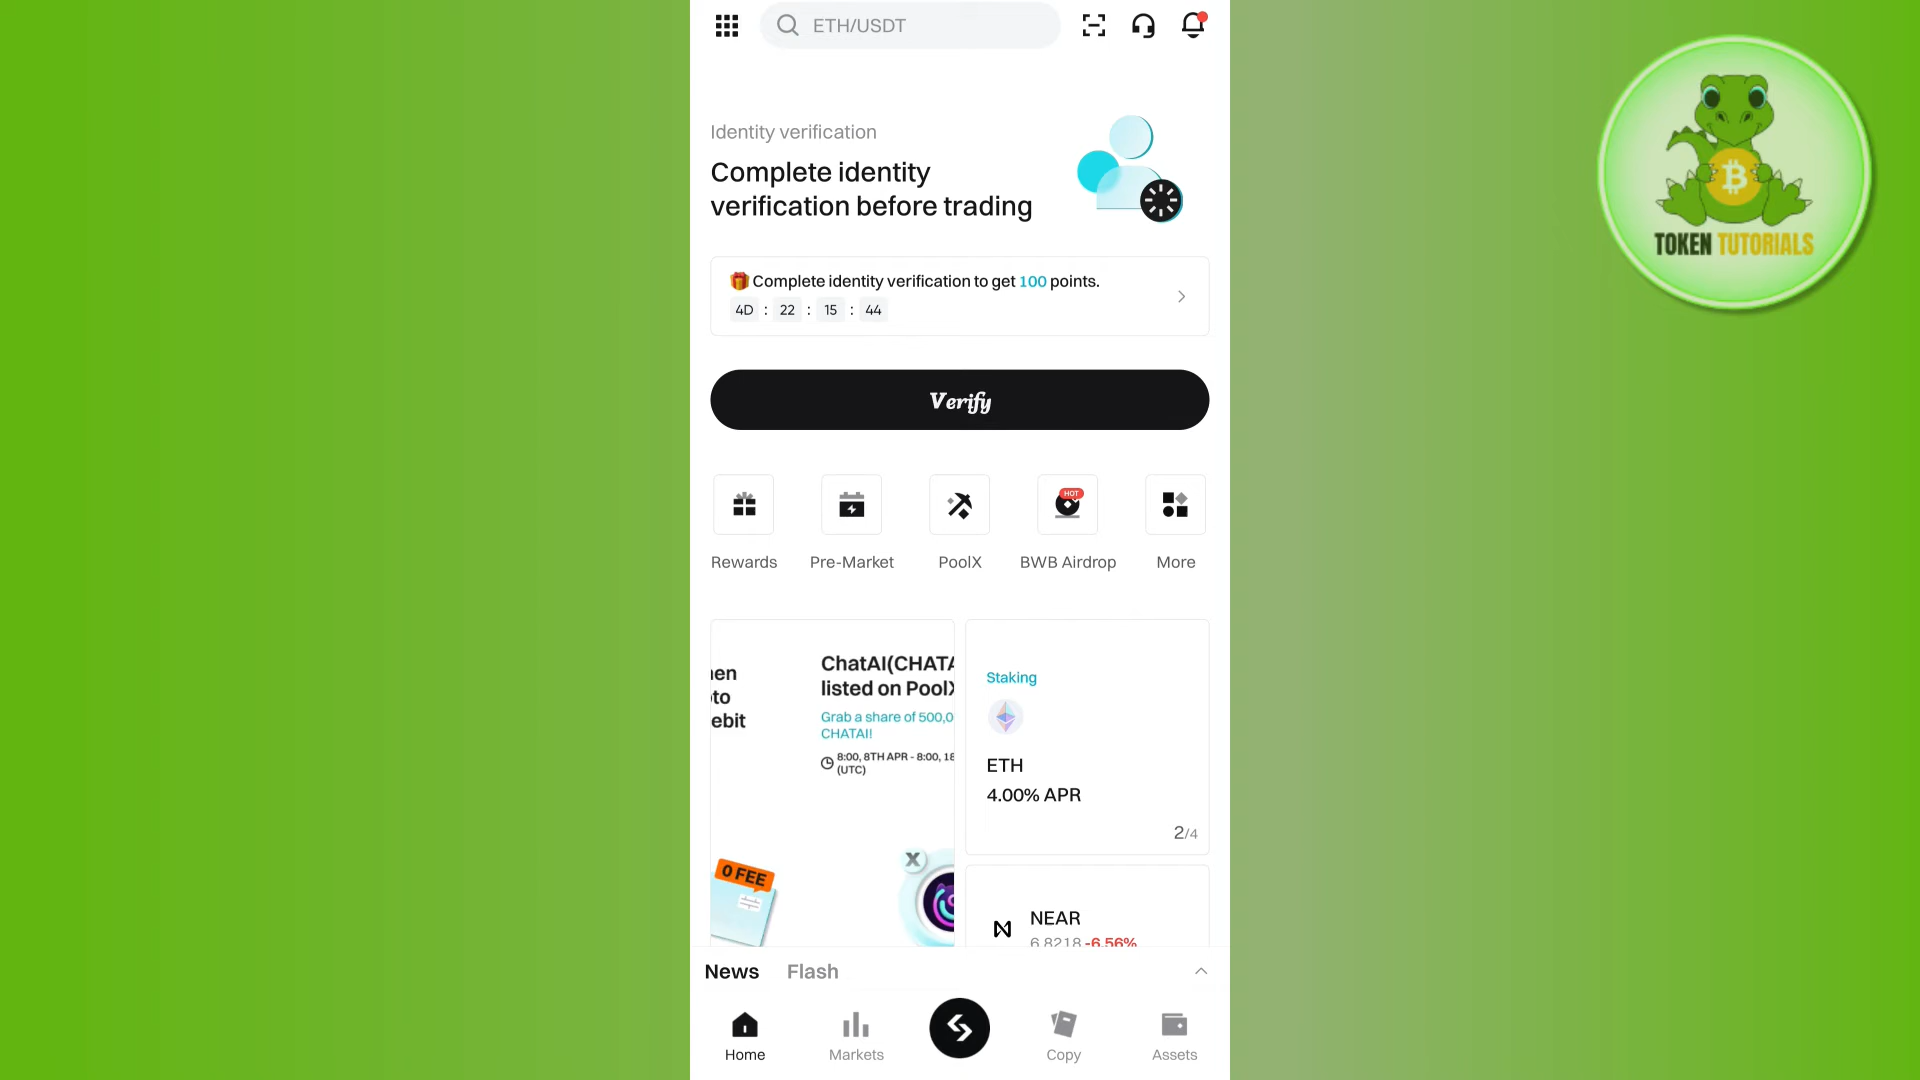 ETH/USDT
Identity verification
Complete identity
verification before trading
Complete identity verification to get 100 points.
4D : 22 : 15 : 44
Verify
HOT
Rewards
Pre-Market
PoolX
BWB Airdrop
More
en
to
ebit
0 FEE
ChatAI(CHATA
listed on PoolX
Grab a share of 500,0
CHATAI!
8:00, 8TH APR - 8:00, 18
(UTC)
X
Staking
ETH
4.00% APR
2/4
NEAR
6.8218 -6.56%
News Flash
Home
Markets
Copy
Assets
TOKEN TUTORIALS